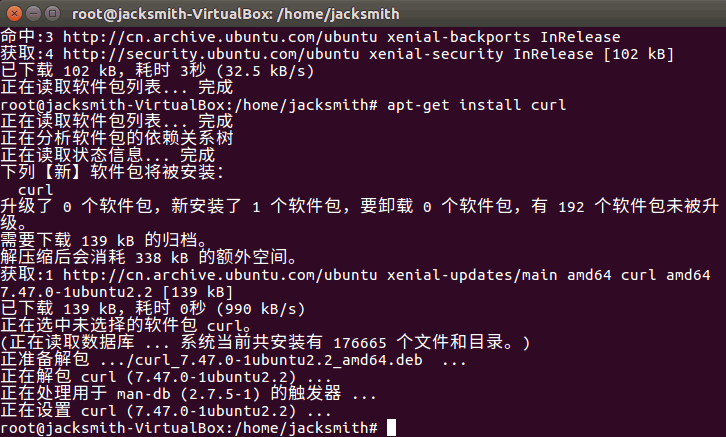 root@jacksmith-VirtualBox: /home/jacksmith
命中:3 http://cn.archive.ubuntu.com/ubuntu xenial-backports InRelease
获取:4 http://security.ubuntu.com/ubuntu xenial-security InRelease [102 kB]
已下载 102 kB，耗时 3秒 (32.5 kB/s)
正在读取软件包列表... 完成
root@jacksmith-VirtualBox:/home/jacksmith# apt-get install curl
正在读取软件包列表... 完成
正在分析软件包的依赖关系树
正在读取状态信息... 完成
下列【新】软件包将被安装：
  curl
升级了 0 个软件包，新安装了 1 个软件包，要卸载 0 个软件包，有 192 个软件包未被升
级。
需要下载 139 kB 的归档。
解压缩后会消耗 338 kB 的额外空间。
获取:1 http://cn.archive.ubuntu.com/ubuntu xenial-updates/main amd64 curl amd64
7.47.0-1ubuntu2.2 [139 kB]
已下载 139 kB，耗时 0秒 (990 kB/s)
正在选中未选择的软件包 curl。
(正在读取数据库 ... 系统当前共安装有 176665 个文件和目录。)
正准备解包 .../curl_7.47.0-1ubuntu2.2_amd64.deb  ...
正在解包 curl (7.47.0-1ubuntu2.2) ...
正在处理用于 man-db (2.7.5-1) 的触发器 ...
正在设置 curl (7.47.0-1ubuntu2.2) ...
root@jacksmith-VirtualBox:/home/jacksmith#